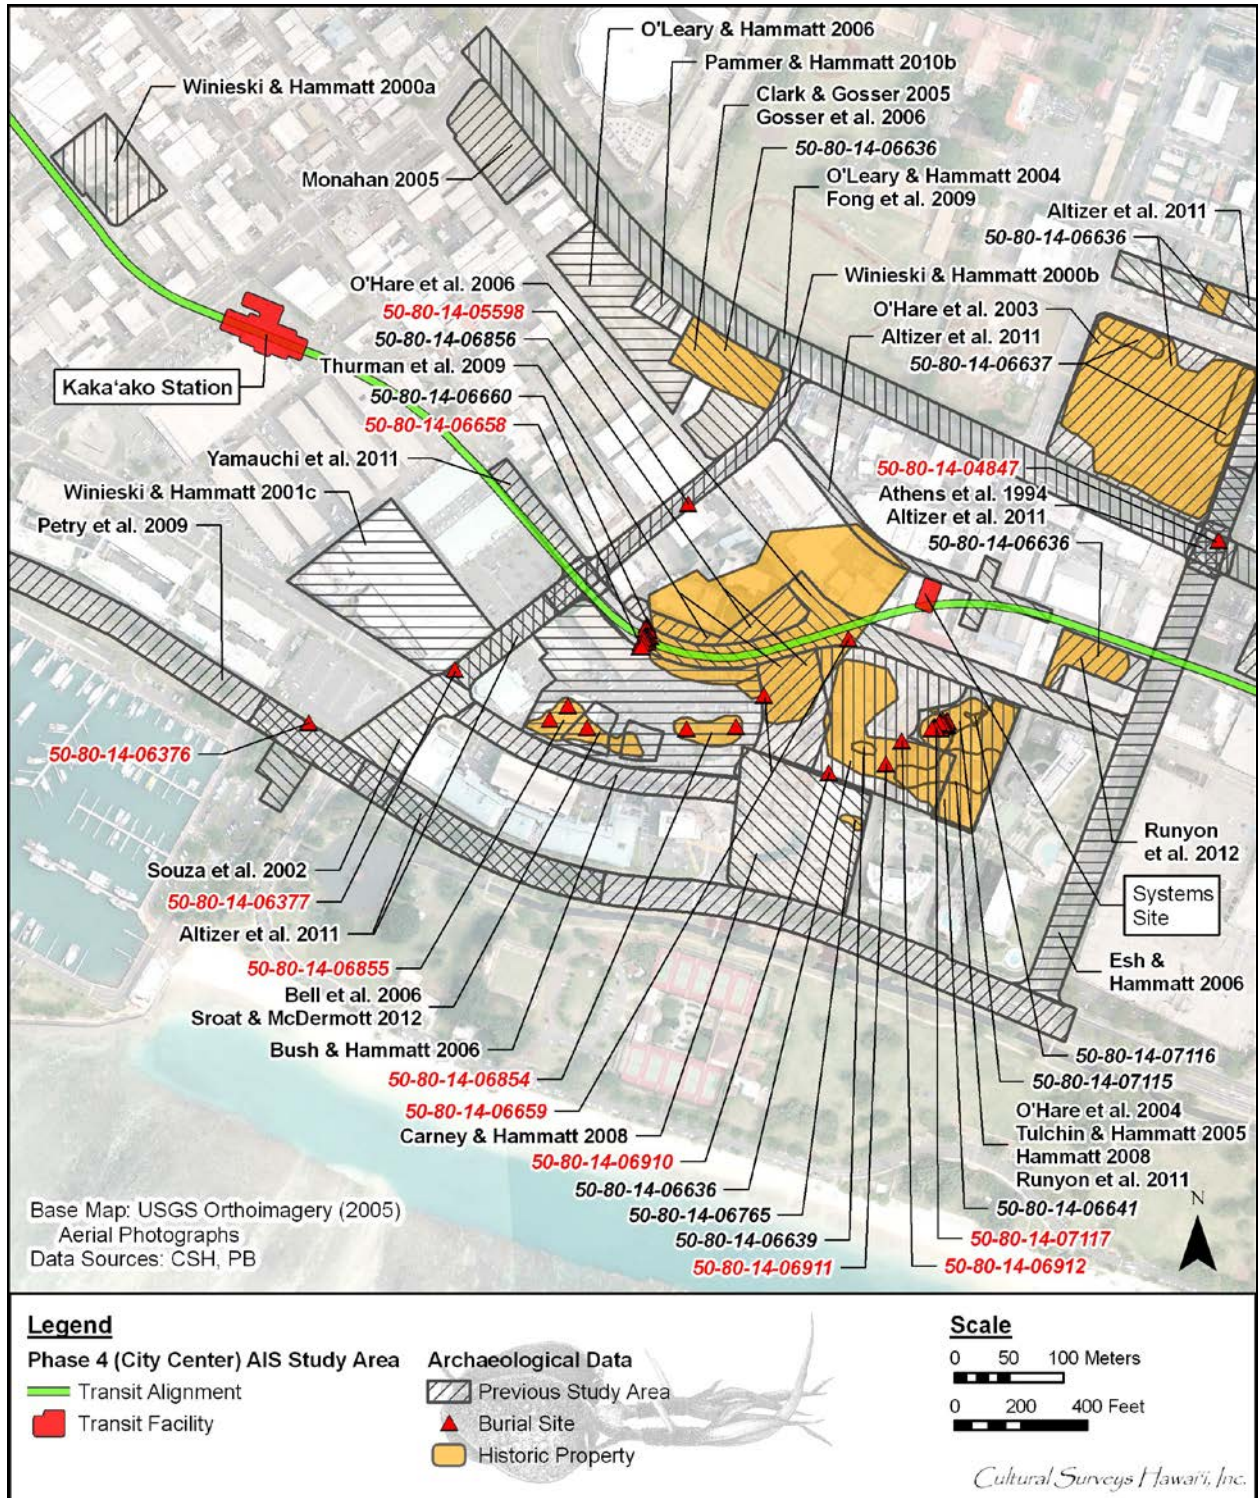 O'Leary & Hammatt 2006
Pammer & Hammatt 2010b
Winieski & Hammatt 2000a
Clark & Gosser 2005
Gosser et al. 2006
50-80-14-06636
Monahan 2005
O'Leary & Hammatt 2004
Fong et al. 2009
Altizer et al. 2011
50-80-14-06636
Winieski & Hammatt 2000b
O'Hare et al. 2006
50-80-14-05598
50-80-14-06856
Thurman et al. 2009
50-80-14-06660
50-80-14-06658
O'Hare et al. 2003
Altizer et al. 2011
50-80-14-06637
Kaka'ako Station
Yamauchi et al. 2011
Winieski & Hammatt 2001c
Petry et al. 2009
50-80-14-04847
Athens et al. 1994
Altizer et al. 2011
50-80-14-06636
50-80-14-06376
Souza et al. 2002
50-80-14-06377
Altizer et al. 2011
50-80-14-06855
Bell et al. 2006
Sroat & McDermott 2012
Bush & Hammatt 2006
50-80-14-06854
50-80-14-06659
Carney & Hammatt 2008
50-80-14-06910
50-80-14-06636
50-80-14-06765
50-80-14-06639
50-80-14-06911
Runyon
et al. 2012
Systems
Site
Esh &
Hammatt 2006
50-80-14-07116
50-80-14-07115
O'Hare et al. 2004
Tulchin & Hammatt 2005
Hammatt 2008
Runyon et al. 2011
50-80-14-06641
50-80-14-07117
50-80-14-06912
N
Base Map: USGS Orthoimagery (2005)
Aerial Photographs
Data Sources: CSH, PB
Legend
Phase 4 (City Center) AIS Study Area
Transit Alignment
Transit Facility
Archaeological Data
Previous Study Area
Burial Site
Historic Property
Scale
0 50 100 Meters
0 200 400 Feet
Cultural Surveys Hawai'i, Inc.